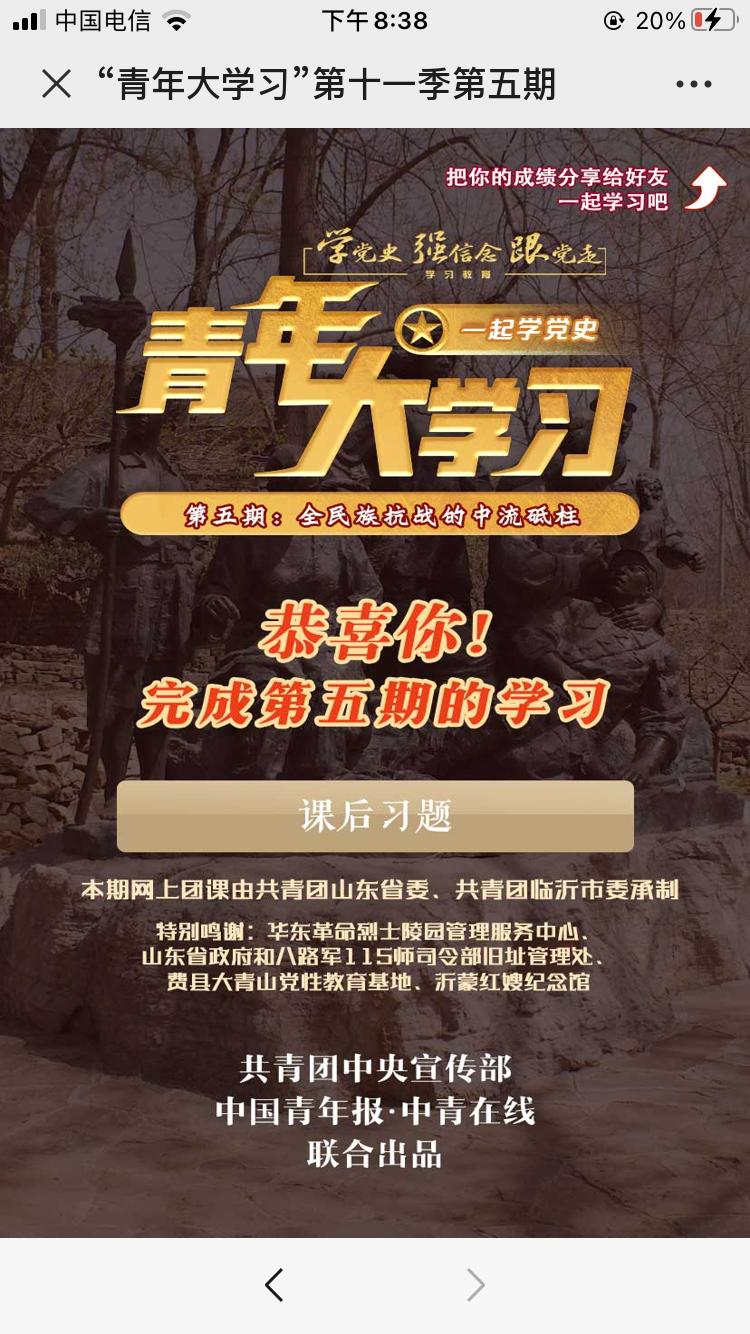 中国电信
下午8:38
20%
“青年大学习”第十一季第五期
把你的成绩分享给好友
一起学习吧
学党史 强信念 跟党走
学习教育
青年大学习
一起学党史
第五期：全民族抗战的中流砥柱
恭喜你！
完成第五期的学习
课后习题
本期网上团课由共青团山东省委、共青团临沂市委承制
特别鸣谢：华东革命烈士陵园管理服务中心、
山东省政府和八路军115师司令部旧址管理处、
费县大青山党性教育基地、沂蒙红嫂纪念馆
共青团中央宣传部
中国青年报·中青在线
联合出品